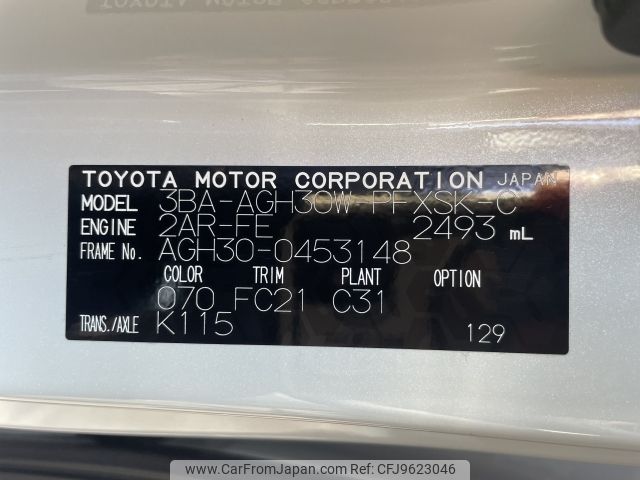 TOYOTA MOTOR CORPORATION JAPAN
MODEL 3BA-AGH30W-PFXSK-C
ENGINE 2AR-FE 2493 mL
FRAME No. AGH30-0453148
COLOR TRIM PLANT OPTION
070 FC21 C31
TRANS./AXLE K115
129
www.CarFromJapan.com | ID:CFJ9623046